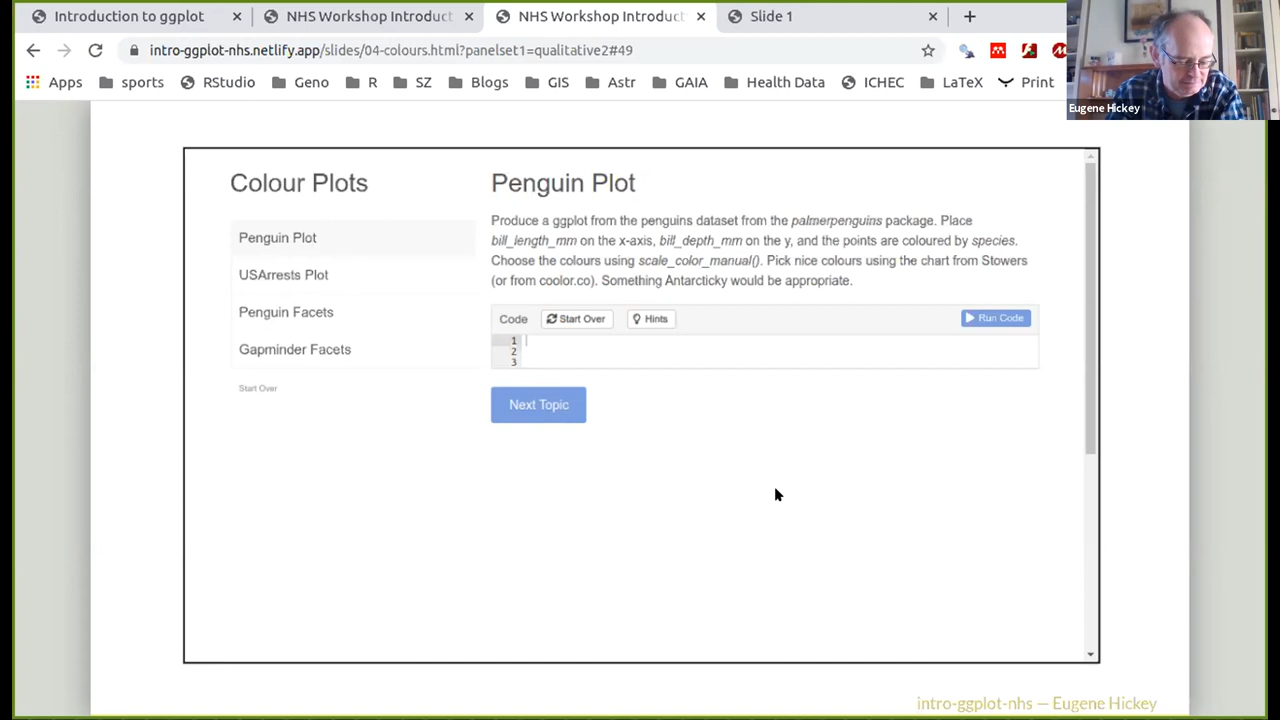 Introduction to ggplot
NHS Workshop Introduct
NHS Workshop Introduct
Slide 1
intro-ggplot-nhs.netlify.app/slides/04-colours.html?panelset1=qualitative2#49
Apps
sports
RStudio
Geno
R
SZ
Blogs
GIS
Astr
GAIA
Health Data
ICHEC
LaTeX
Print
Eugene Hickey
Colour Plots
Penguin Plot
USArrests Plot
Penguin Facets
Gapminder Facets
Start Over
Penguin Plot
Produce a ggplot from the penguins dataset from the palmerpenguins package. Place
bill_length_mm on the x-axis, bill_depth_mm on the y, and the points are coloured by species.
Choose the colours using scale_color_manual(). Pick nice colours using the chart from Stowers
(or from coolor.co). Something Antarcticky would be appropriate.
Code
Start Over
Hints
Run Code
1
2
3
Next Topic
intro-ggplot-nhs — Eugene Hickey